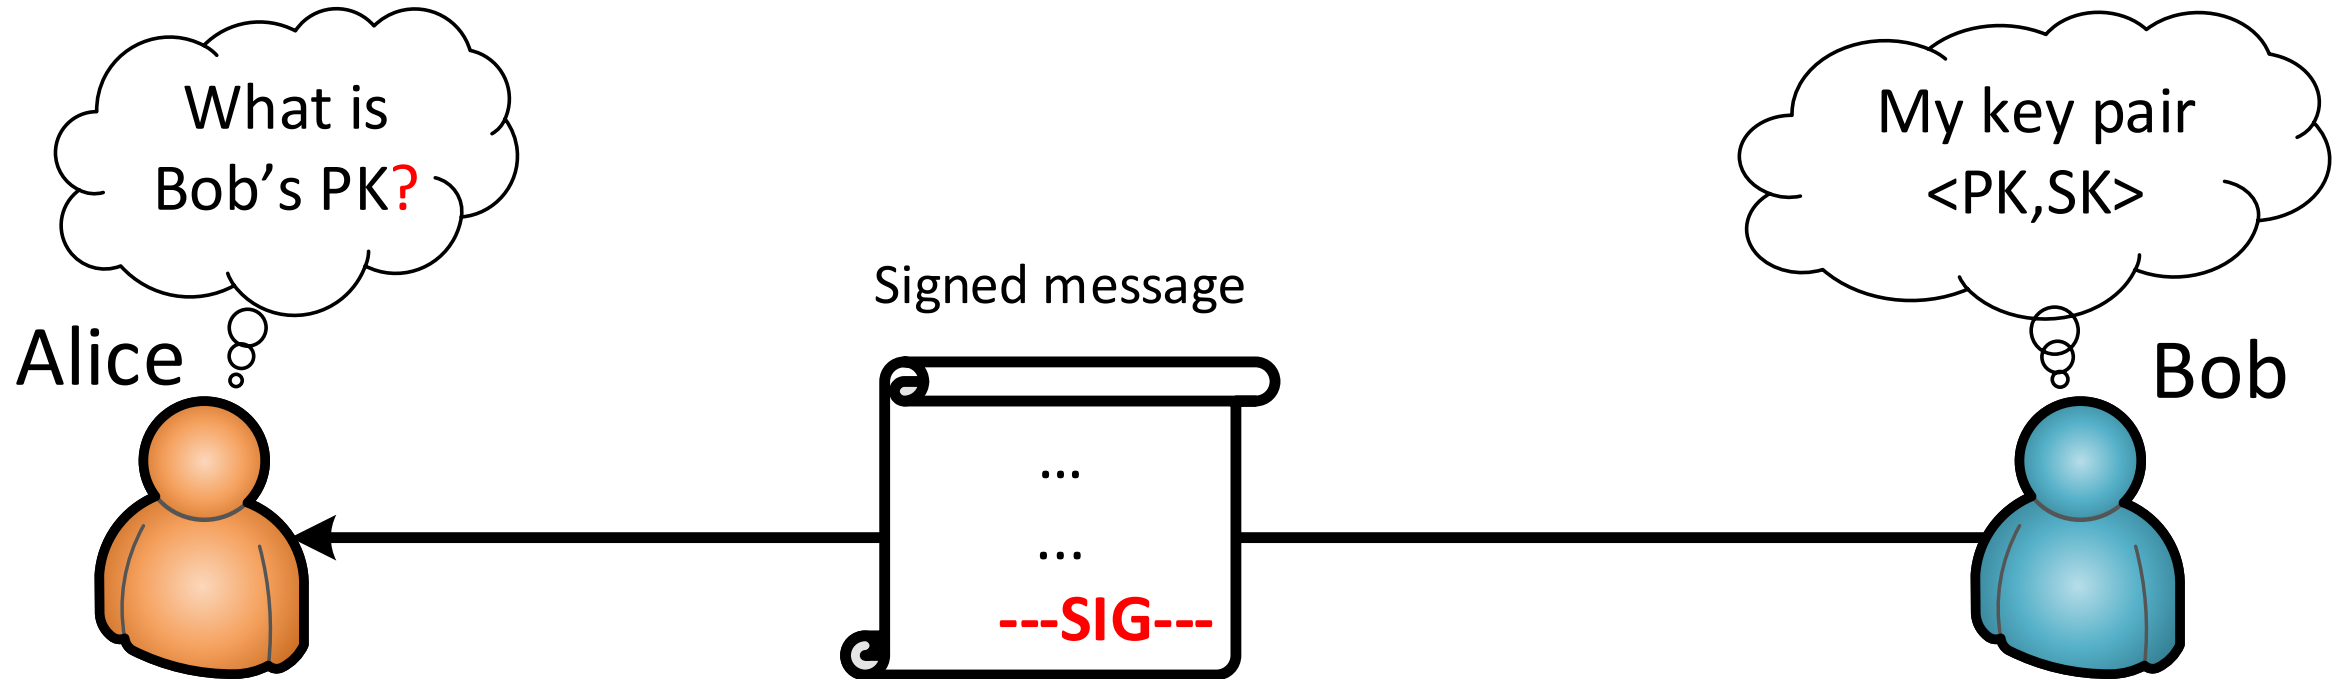 What is
Bob’s PK?
My key pair
<PK,SK>
Signed message
Alice
Bob
...
...
---SIG---